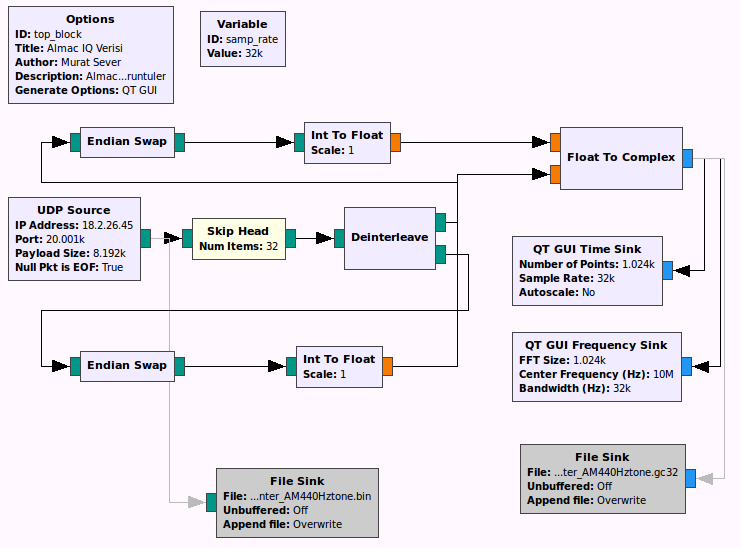 Options
ID: top_block
Title: Almac IQ Verisi
Author: Murat Sever
Description: Almac...runtuler
Generate Options: QT GUI
Variable
ID: samp_rate
Value: 32k
Endian Swap
Int To Float
Scale: 1
Float To Complex
UDP Source
IP Address: 18.2.26.45
Port: 20.001k
Payload Size: 8.192k
Null Pkt is EOF: True
Skip Head
Num Items: 32
Deinterleave
QT GUI Time Sink
Number of Points: 1.024k
Sample Rate: 32k
Autoscale: No
Endian Swap
Int To Float
Scale: 1
QT GUI Frequency Sink
FFT Size: 1.024k
Center Frequency (Hz): 10M
Bandwidth (Hz): 32k
File Sink
File: ...nter_AM440Hztone.bin
Unbuffered: Off
Append file: Overwrite
File Sink
File: ...ter_AM440Hztone.gc32
Unbuffered: Off
Append file: Overwrite